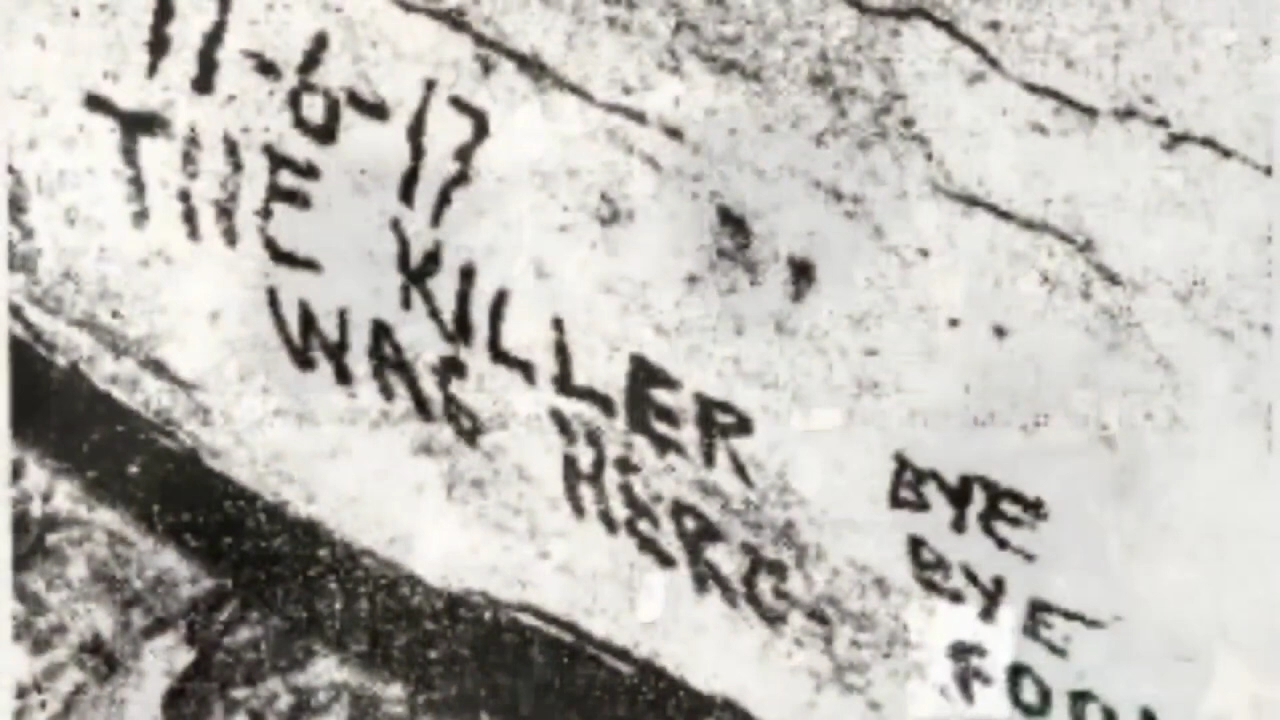 11-6-17
THE KILLER
WAS HERE
BYE
BYE